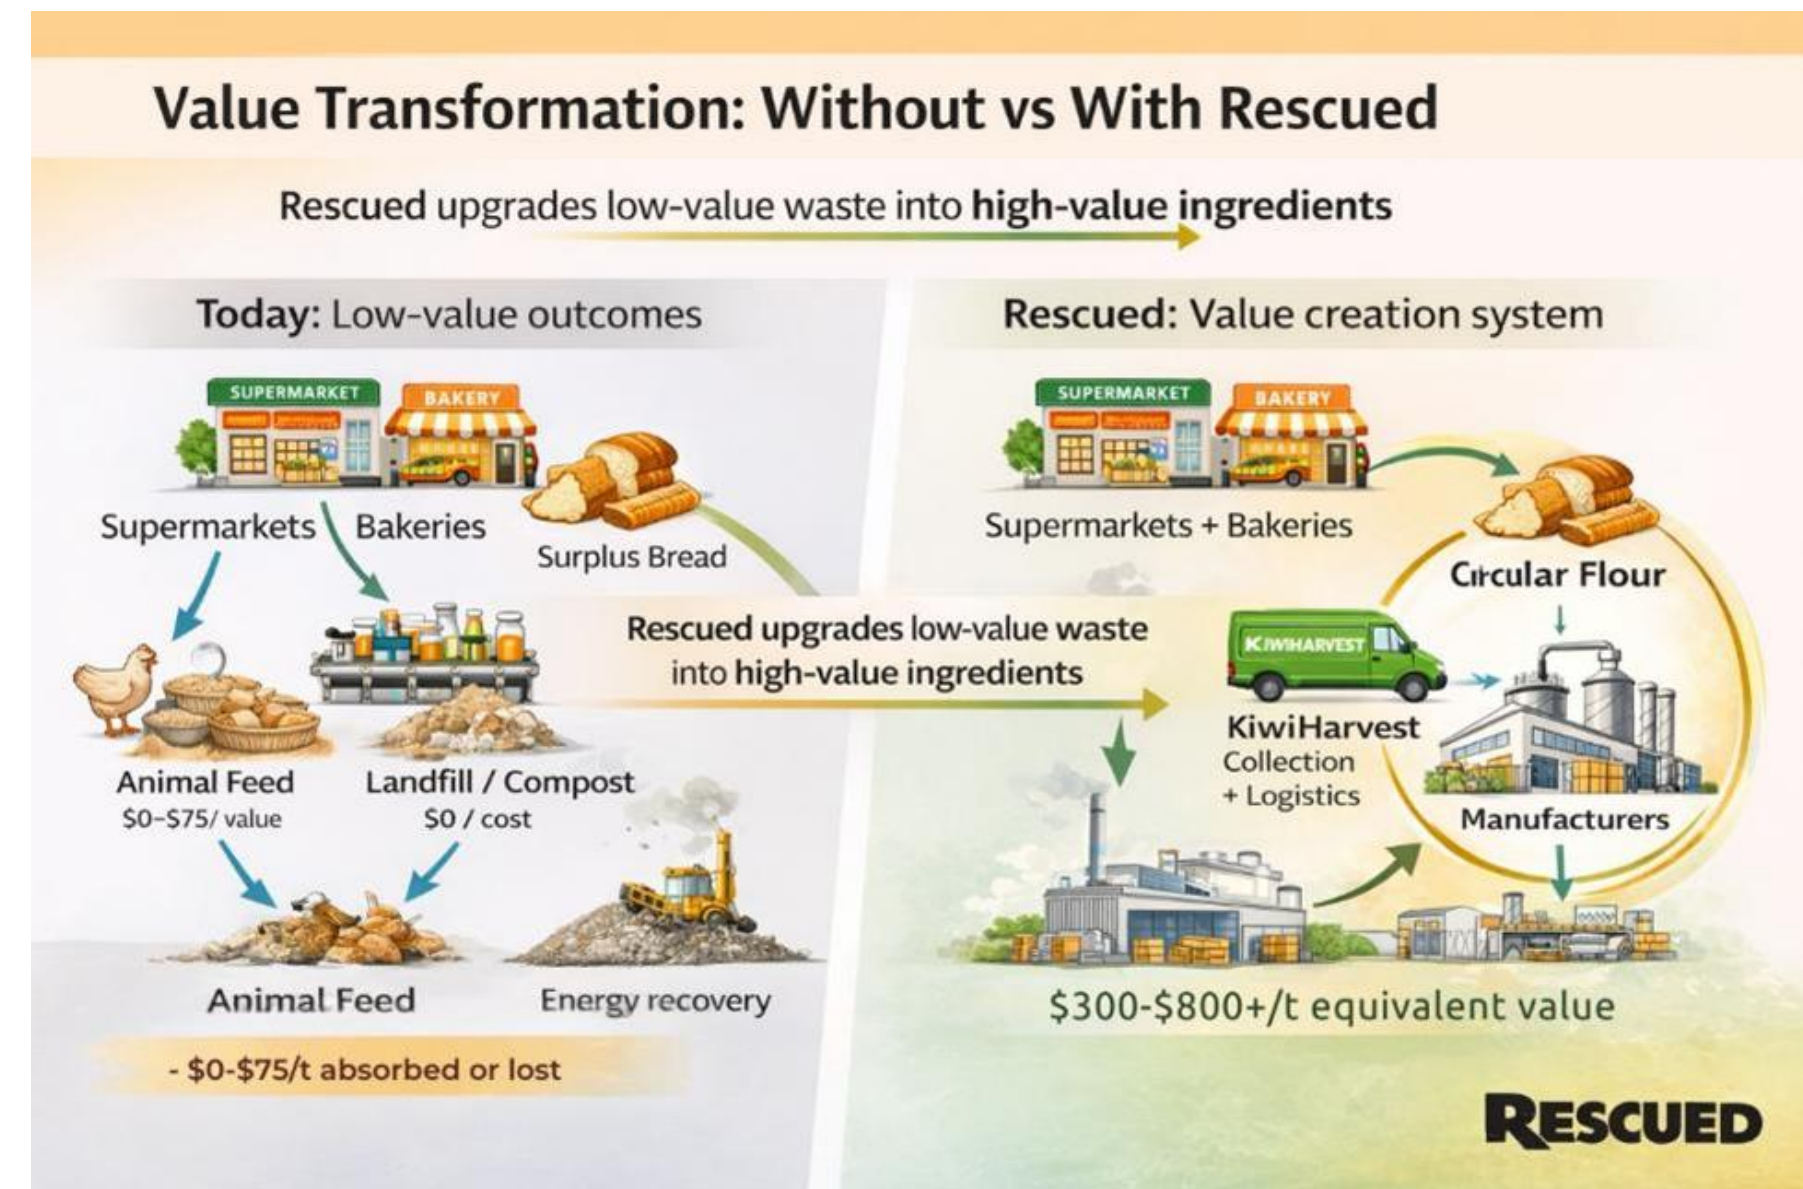 Value Transformation: Without vs With Rescued
Rescued upgrades low-value waste into high-value ingredients
Today: Low-value outcomes
SUPERMARKET
BAKERY
Supermarkets
Bakeries
Surplus Bread
Animal Feed
$0-$75/ value
Landfill / Compost
$0 / cost
Animal Feed
Energy recovery
- $0-$75/t absorbed or lost
Rescued upgrades low-value waste
into high-value ingredients
Rescued: Value creation system
SUPERMARKET
BAKERY
Supermarkets + Bakeries
Circular Flour
KIWIHARVEST
KiwiHarvest
Collection
+ Logistics
Manufacturers
$300-$800+/t equivalent value
RESCUED